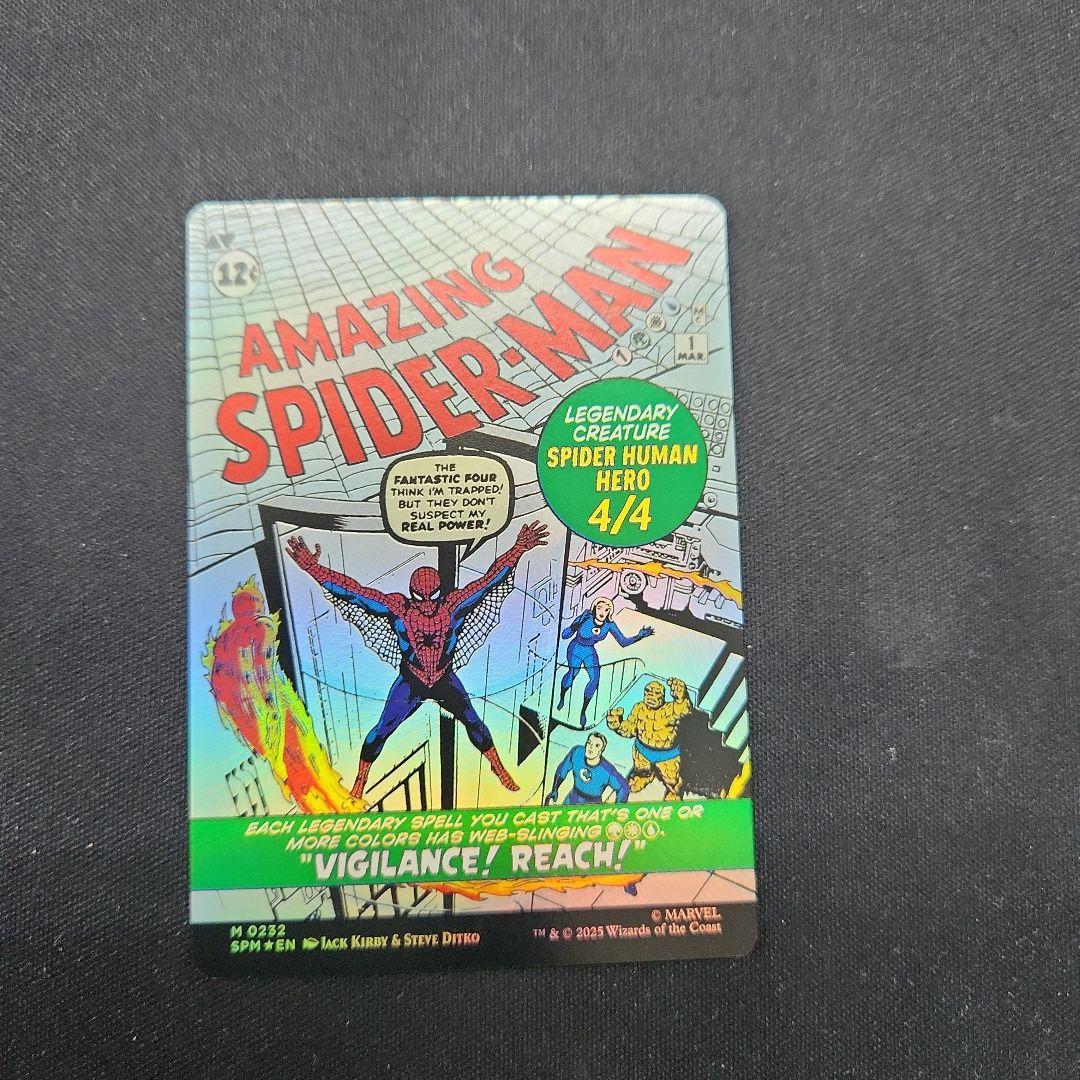 12¢
AMAZING
SPIDER-MAN
M
C
1
1
MAR.
LEGENDARY
CREATURE
SPIDER HUMAN
HERO
4/4
THE
FANTASTIC FOUR
THINK I'M TRAPPED!
BUT THEY DON'T
SUSPECT MY
REAL POWER!
EACH LEGENDARY SPELL YOU CAST THAT'S ONE OR
MORE COLORS HAS WEB-SLINGING
"VIGILANCE! REACH!"
M 0232
SPM★EN JACK KIRBY & STEVE DITKO
© MARVEL
™ & © 2025 Wizards of the Coast